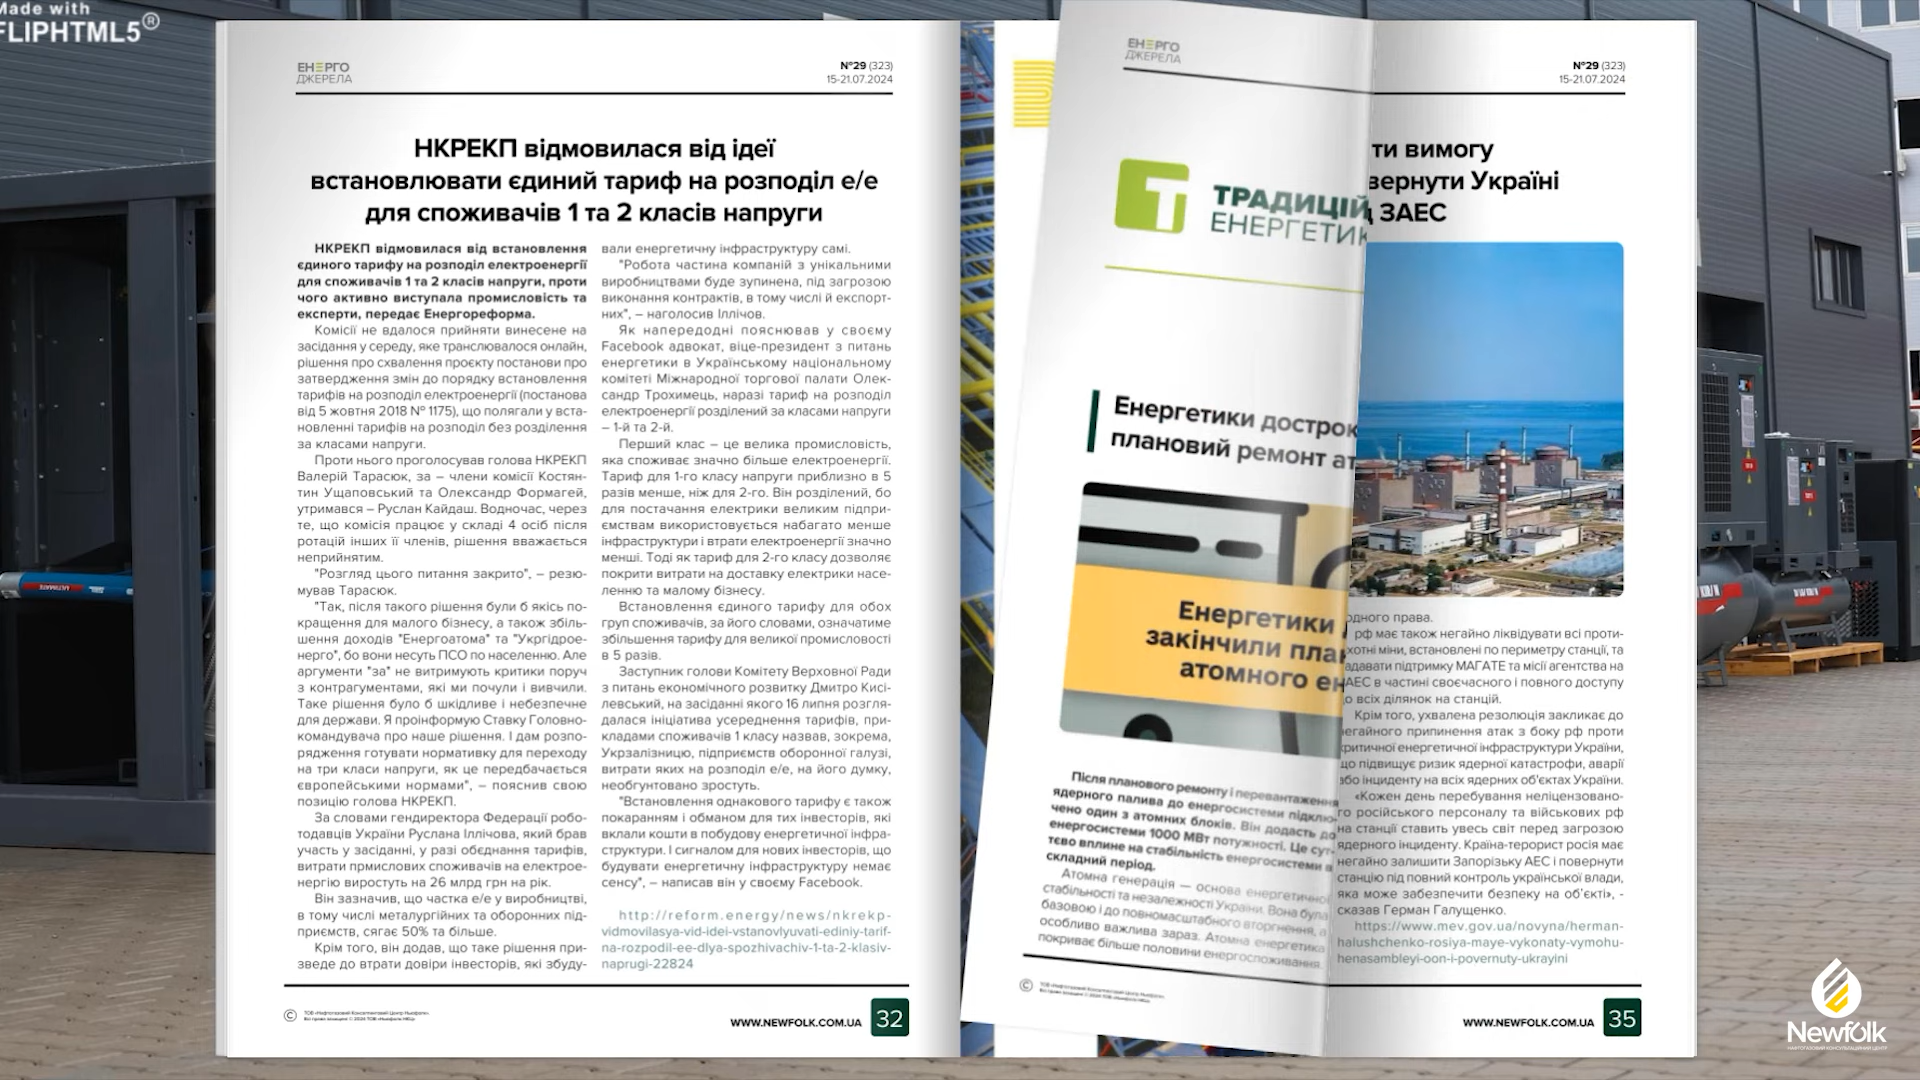 Made with
FLIPHTML5®
ЕНЕРГО
ДЖЕРЕЛА
№29 (323)
15-21.07.2024
НКРЕКП відмовилася від ідеї
встановлювати єдиний тариф на розподіл е/е
для споживачів 1 та 2 класів напруги
НКРЕКП відмовилася від встановлення
єдиного тарифу на розподіл електроенергії
для споживачів 1 та 2 класів напруги, проти
чого активно виступала промисловість та
експерти, передає Енергореформа.
Комісії не вдалося прийняти винесене на
засідання у середу, яке транслювалося онлайн,
рішення про схвалення проєкту постанови про
затвердження змін до порядку встановлення
тарифів на розподіл електроенергії (постанова
від 5 жовтня 2018 № 1175), що полягали у вста-
новленні тарифів на розподіл без розділення
за класами напруги.
Проти нього проголосував голова НКРЕКП
Валерій Тарасюк, за – члени комісії Костян-
тин Ущаповський та Олександр Формагей,
утримався – Руслан Кайдаш. Водночас, через
те, що комісія працює у складі 4 осіб після
ротацій інших її членів, рішення вважається
неприйнятим.
"Розгляд цього питання закрито", – резю-
мував Тарасюк.
"Так, після такого рішення були б якісь по-
кращення для малого бізнесу, а також збіль-
шення доходів "Енергоатома" та "Укргідрое-
нерго", бо вони несуть ПСО по населенню. Але
аргументи "за" не витримують критики поруч
з контрагументами, які ми почули і вивчили.
Таке рішення було б шкідливе і небезпечне
для держави. Я проінформую Ставку Головно-
командувача про наше рішення. І дам розпо-
рядження готувати нормативку для переходу
на три класи напруги, як це передбачається
європейськими нормами", – пояснив свою
позицію голова НКРЕКП.
За словами гендиректора Федерації робо-
тодавців України Руслана Іллічова, який брав
участь у засіданні, у разі обєднання тарифів,
витрати прмислових споживачів на електрое-
нергію виростуть на 26 млрд грн на рік.
Він зазначив, що частка е/е у виробництві,
в тому числі металургійних та оборонних під-
приємств, сягає 50% та більше.
Крім того, він додав, що таке рішення при-
зведе до втрати довіри інвесторів, які збуду-
вали енергетичну інфраструктуру самі.
"Робота частина компаній з унікальними
виробництвами буде зупинена, під загрозою
виконання контрактів, в тому числі й експорт-
них", – наголосив Іллічов.
Як напередодні пояснював у своєму
Facebook адвокат, віце-президент з питань
енергетики в Українському національному
комітеті Міжнародної торгової палати Олек-
сандр Трохимець, наразі тариф на розподіл
електроенергії розділений за класами напруги
– 1-й та 2-й.
Перший клас – це велика промисловість,
яка споживає значно більше електроенергії.
Тариф для 1-го класу напруги приблизно в 5
разів менше, ніж для 2-го. Він розділений, бо
для постачання електрики великим підпри-
ємствам використовується набагато менше
інфраструктури і втрати електроенергії значно
менші. Тоді як тариф для 2-го класу дозволяє
покрити витрати на доставку електрики насе-
ленню та малому бізнесу.
Встановлення єдиного тарифу для обох
груп споживачів, за його словами, означатиме
збільшення тарифу для великої промисловості
в 5 разів.
Заступник голови Комітету Верховної Ради
з питань економічного розвитку Дмитро Кисі-
левський, на засіданні якого 16 липня розгля-
далася ініціатива усереднення тарифів, при-
кладами споживачів 1 класу назвав, зокрема,
Укрзалізницю, підприємств оборонної галузі,
витрати яких на розподіл е/е, на його думку,
необгунтовано зростуть.
"Встановлення однакового тарифу є також
покаранням і обманом для тих інвесторів, які
вклали кошти в побудову енергетичної інфра-
структури. І сигналом для нових інвесторів, що
будувати енергетичну інфраструктуру немає
сенсу", – написав він у своєму Facebook.
http://reform.energy/news/nkrekp-
vidmovilasya-vid-idei-vstanovlyuvati-ediniy-tarif-
na-rozpodil-ee-dlya-spozhivachiv-1-ta-2-klasiv-
naprugi-22824
© ТОВ «Нафтогазовий Консалтинговий Центр Ньюфолк».
WWW.NEWFOLK.COM.UA 32
ЕНЕРГО
ДЖЕРЕЛА
ТРАДИЦІЙ
ЕНЕРГЕТИК
Енергетики дострок
плановий ремонт ат
Енергетики
закінчили план
атомного ен
Після планового ремонту і перевантаження
ядерного палива до енергосистеми підклю-
чено один з атомних блоків. Він додасть до
енергосистеми 1000 МВт потужності. Це сут-
тєво вплине на стабільність енергосистеми в
складний період.
Атомна генерація — основа енергетичної
стабільності та незалежності України. Вона була
базовою і до повномасштабного вторгнення, а
особливо важлива зараз. Атомна енергетика
покриває більше половини енергоспоживання.
©
№29 (323)
15-21.07.2024
ти вимогу
вернути Україні
ЗАЕС
одного права.
рф має також негайно ліквідувати всі проти-
хотні міни, встановлені по периметру станції, та
адавати підтримку МАГАТЕ та місії агентства на
АЕС в частині своєчасного і повного доступу
о всіх ділянок на станцій.
Крім того, ухвалена резолюція закликає до
егайного припинення атак з боку рф проти
критичної енергетичної інфраструктури України,
що підвищує ризик ядерної катастрофи, аварії
або інциденту на всіх ядерних об'єктах України.
«Кожен день перебування неліцензовано-
го російського персоналу та військових рф
на станції ставить увесь світ перед загрозою
ядерного інциденту. Країна-терорист росія має
негайно залишити Запорізьку АЕС і повернути
станцію під повний контроль української влади,
яка може забезпечити безпеку на об'єкті», -
сказав Герман Галущенко.
https://www.mev.gov.ua/novyna/herman-
halushchenko-rosiya-maye-vykonaty-vymohu-
henasambleyi-oon-i-povernuty-ukrayini
WWW.NEWFOLK.COM.UA 35
ULTIMATE
Newfolk
НАФТОГАЗОВИЙ КОНСАЛТИНГОВИЙ ЦЕНТР